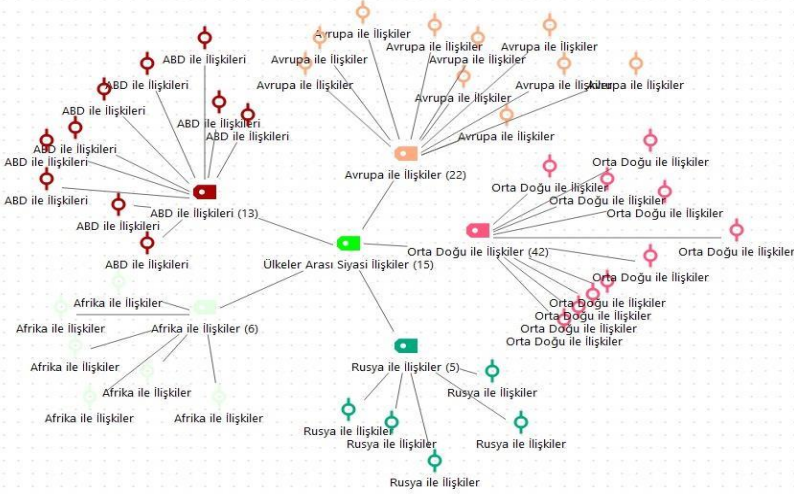 Avrupa ile İlişkiler
Avrupa ile İlişkiler
Avrupa ile İlişkiler
ABD ile İlişkileri
Avrupa ile İlişkiler
Avrupa ile İlişkiler
ABD ile İlişkileri
Avrupa ile İlişkiler
Avrupa ile İlişkiler
Avrupa ile İlişkiler
Avrupa ile İlişkiler
ABD ile İlişkileri
ABD ile İlişkileri
ABD ile İlişkileri
Avrupa ile İlişkiler
ABD ile İlişkileri
ABD ile İlişkileri
Orta Doğu ile İlişkiler
Avrupa ile İlişkiler (22)
Orta Doğu ile İlişkiler
ABD ile İlişkileri
Orta Doğu ile İlişkiler
ABD ile İlişkileri (13)
Orta Doğu ile İlişkiler
ABD ile İlişkileri
Orta Doğu ile İlişkiler (42)
Orta Doğu ile İlişkiler
ABD ile İlişkileri
Ülkeler Arası Siyasi İlişkiler (15)
Orta Doğu ile İlişkiler
Afrika ile İlişkiler
Orta Doğu ile İlişkiler
Orta Doğu ile İlişkiler
Afrika ile İlişkiler
Afrika ile İlişkiler (6)
Orta Doğu ile İlişkiler
Orta Doğu ile İlişkiler
Afrika ile İlişkiler
Rusya ile İlişkiler (5)
Afrika ile İlişkiler
Rusya ile İlişkiler
Afrika ile İlişkiler
Afrika ile İlişkiler
Rusya ile İlişkiler
Rusya ile İlişkiler
Rusya ile İlişkiler
Rusya ile İlişkiler